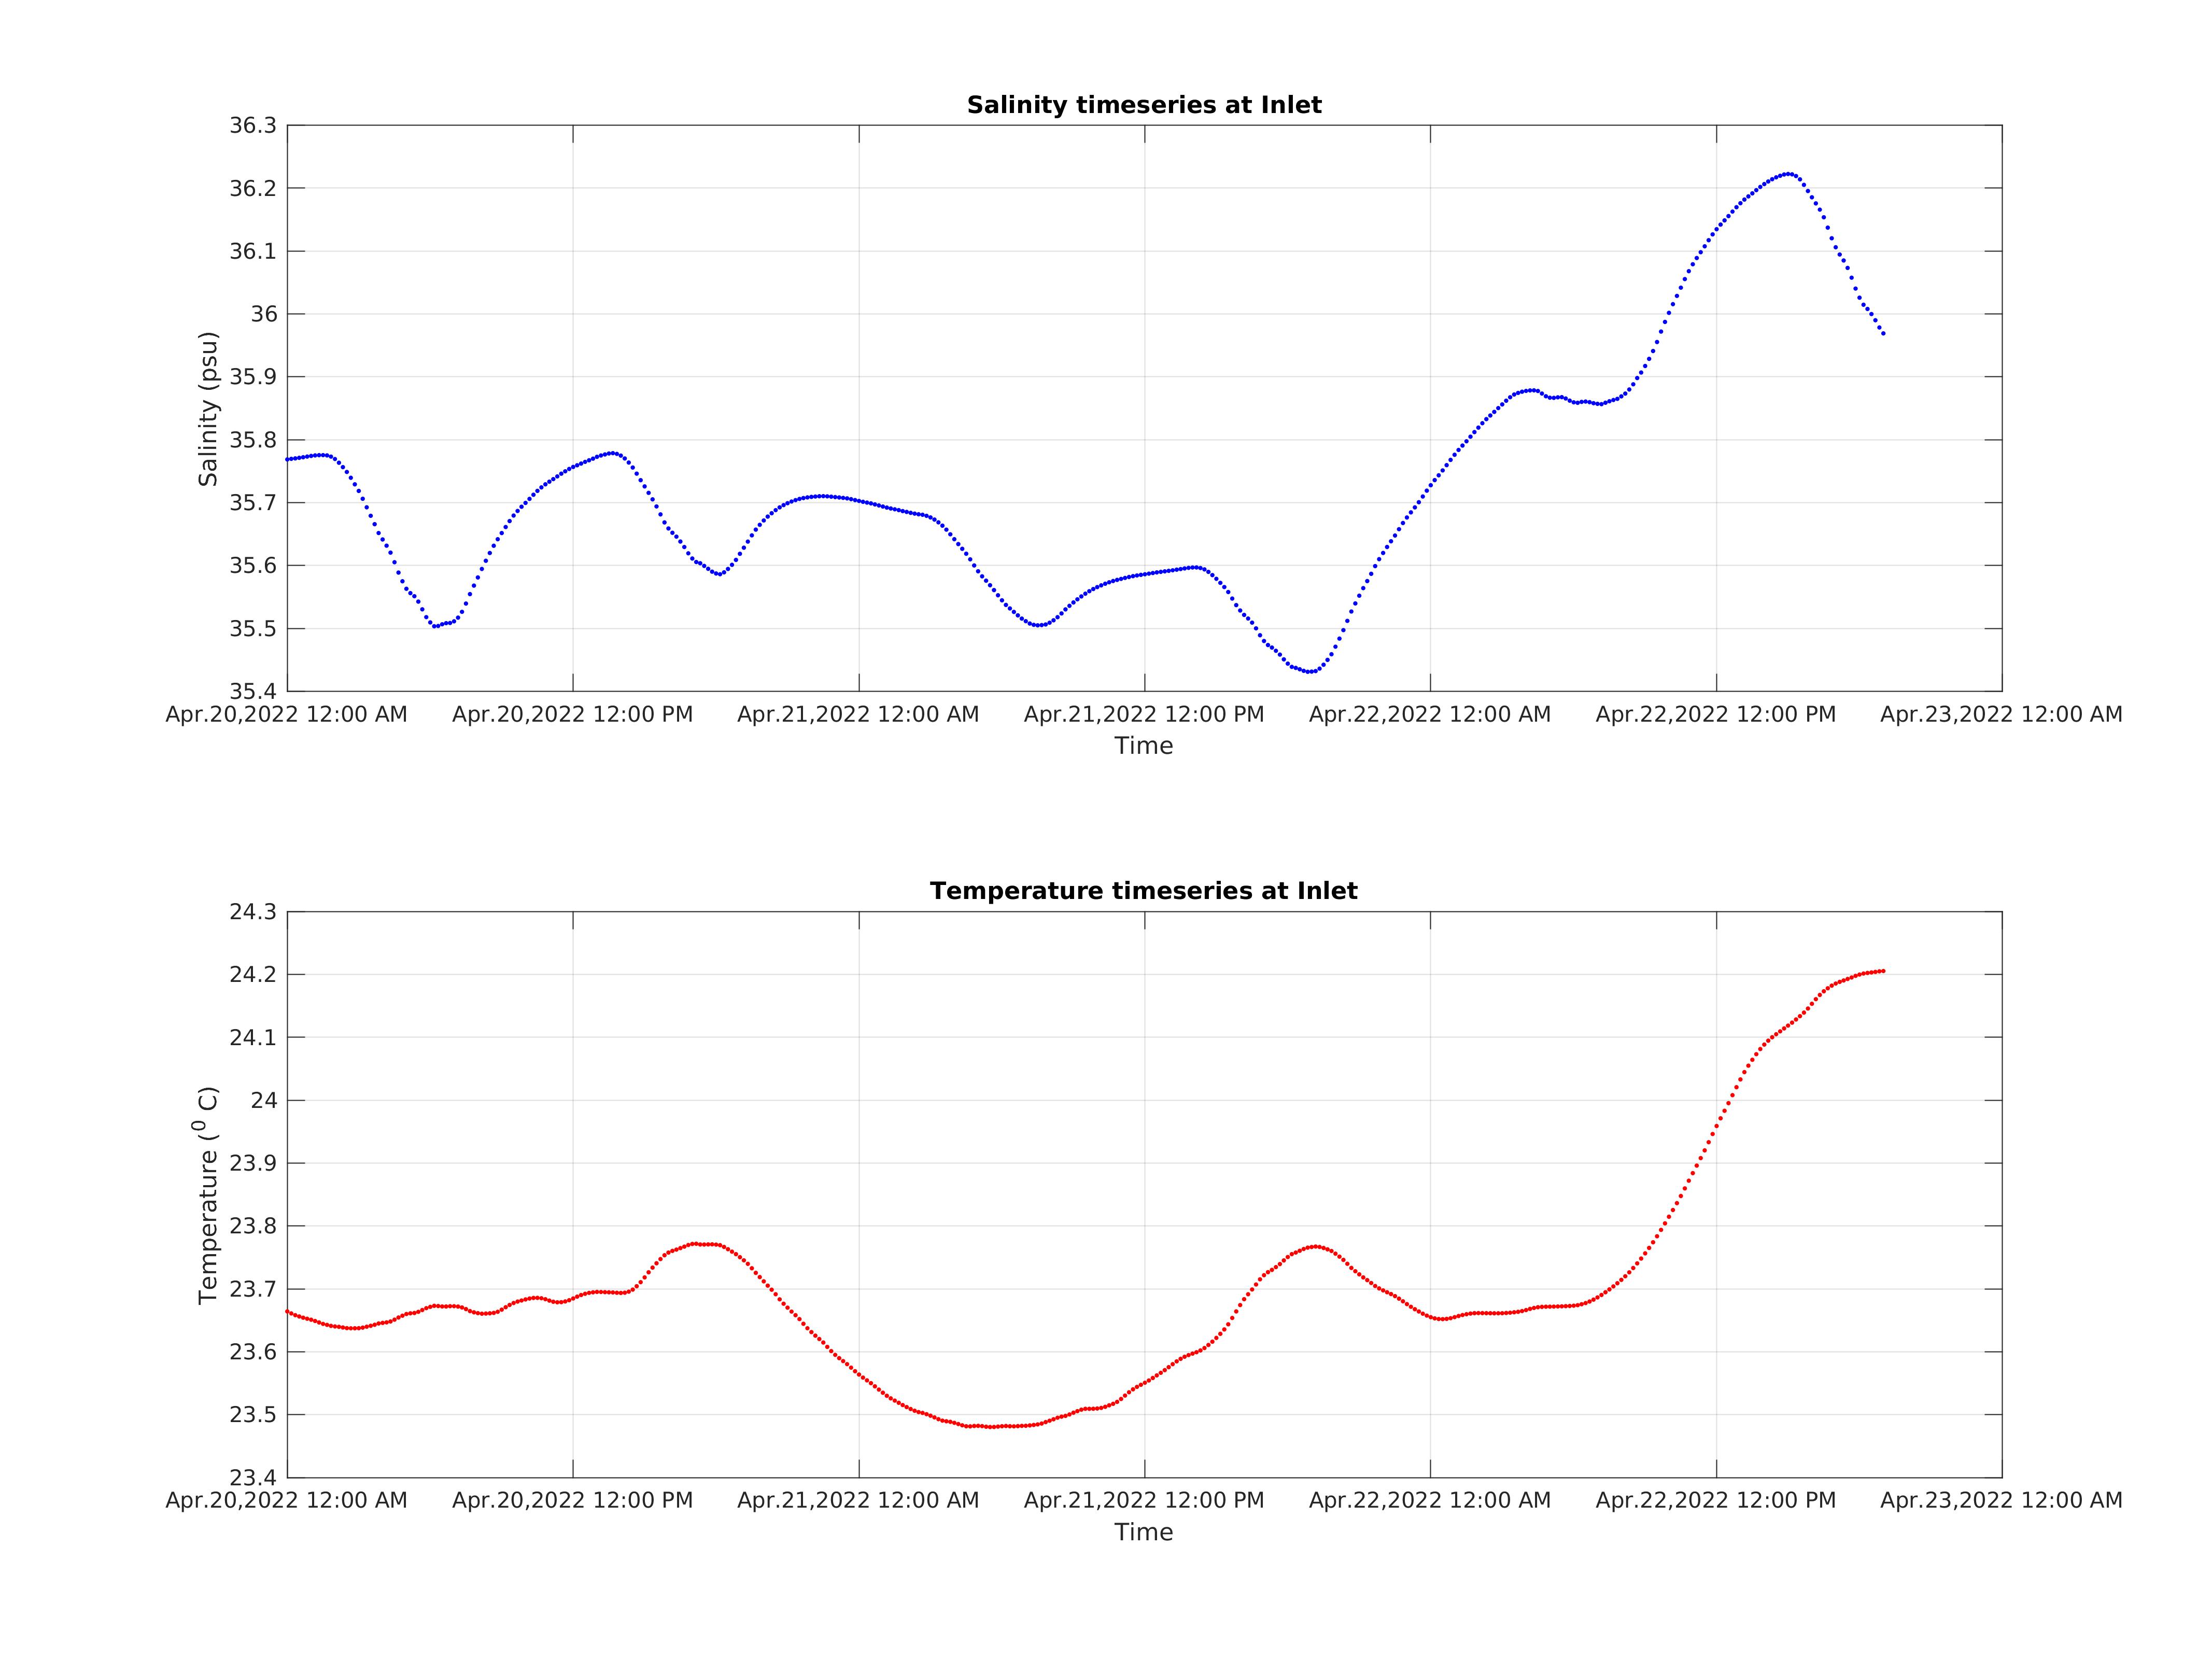 Salinity timeseries at Inlet
36.3
36.2
36.1
36
35.9
35.8
35.7
35.6
35.5
35.4
Salinity (psu)
Apr.20,2022 12:00 AM Apr.20,2022 12:00 PM Apr.21,2022 12:00 AM Apr.21,2022 12:00 PM Apr.22,2022 12:00 AM Apr.22,2022 12:00 PM Apr.23,2022 12:00 AM
Time
Temperature timeseries at Inlet
24.3
24.2
24.1
24
23.9
23.8
23.7
23.6
23.5
23.4
Temperature (⁰ C)
Apr.20,2022 12:00 AM Apr.20,2022 12:00 PM Apr.21,2022 12:00 AM Apr.21,2022 12:00 PM Apr.22,2022 12:00 AM Apr.22,2022 12:00 PM Apr.23,2022 12:00 AM
Time